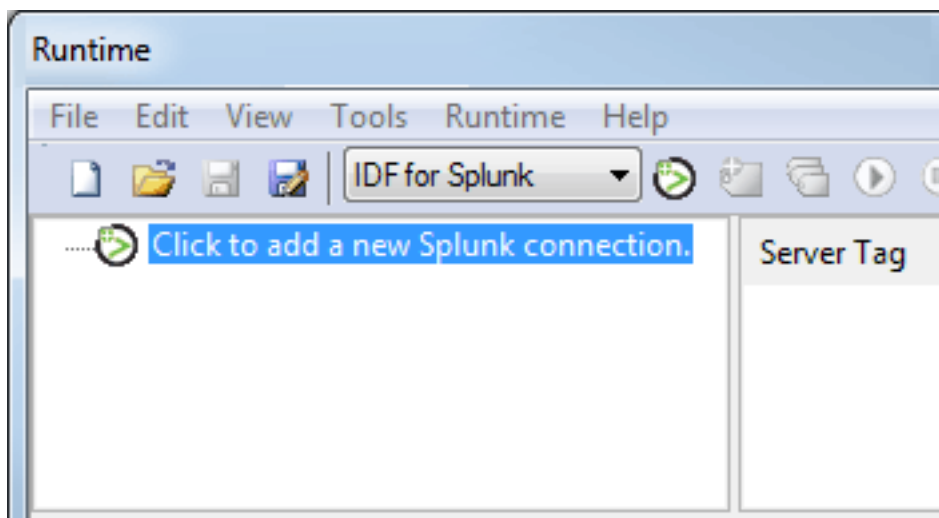 Runtime
File Edit View Tools Runtime Help
IDF for Splunk
Click to add a new Splunk connection.
Server Tag